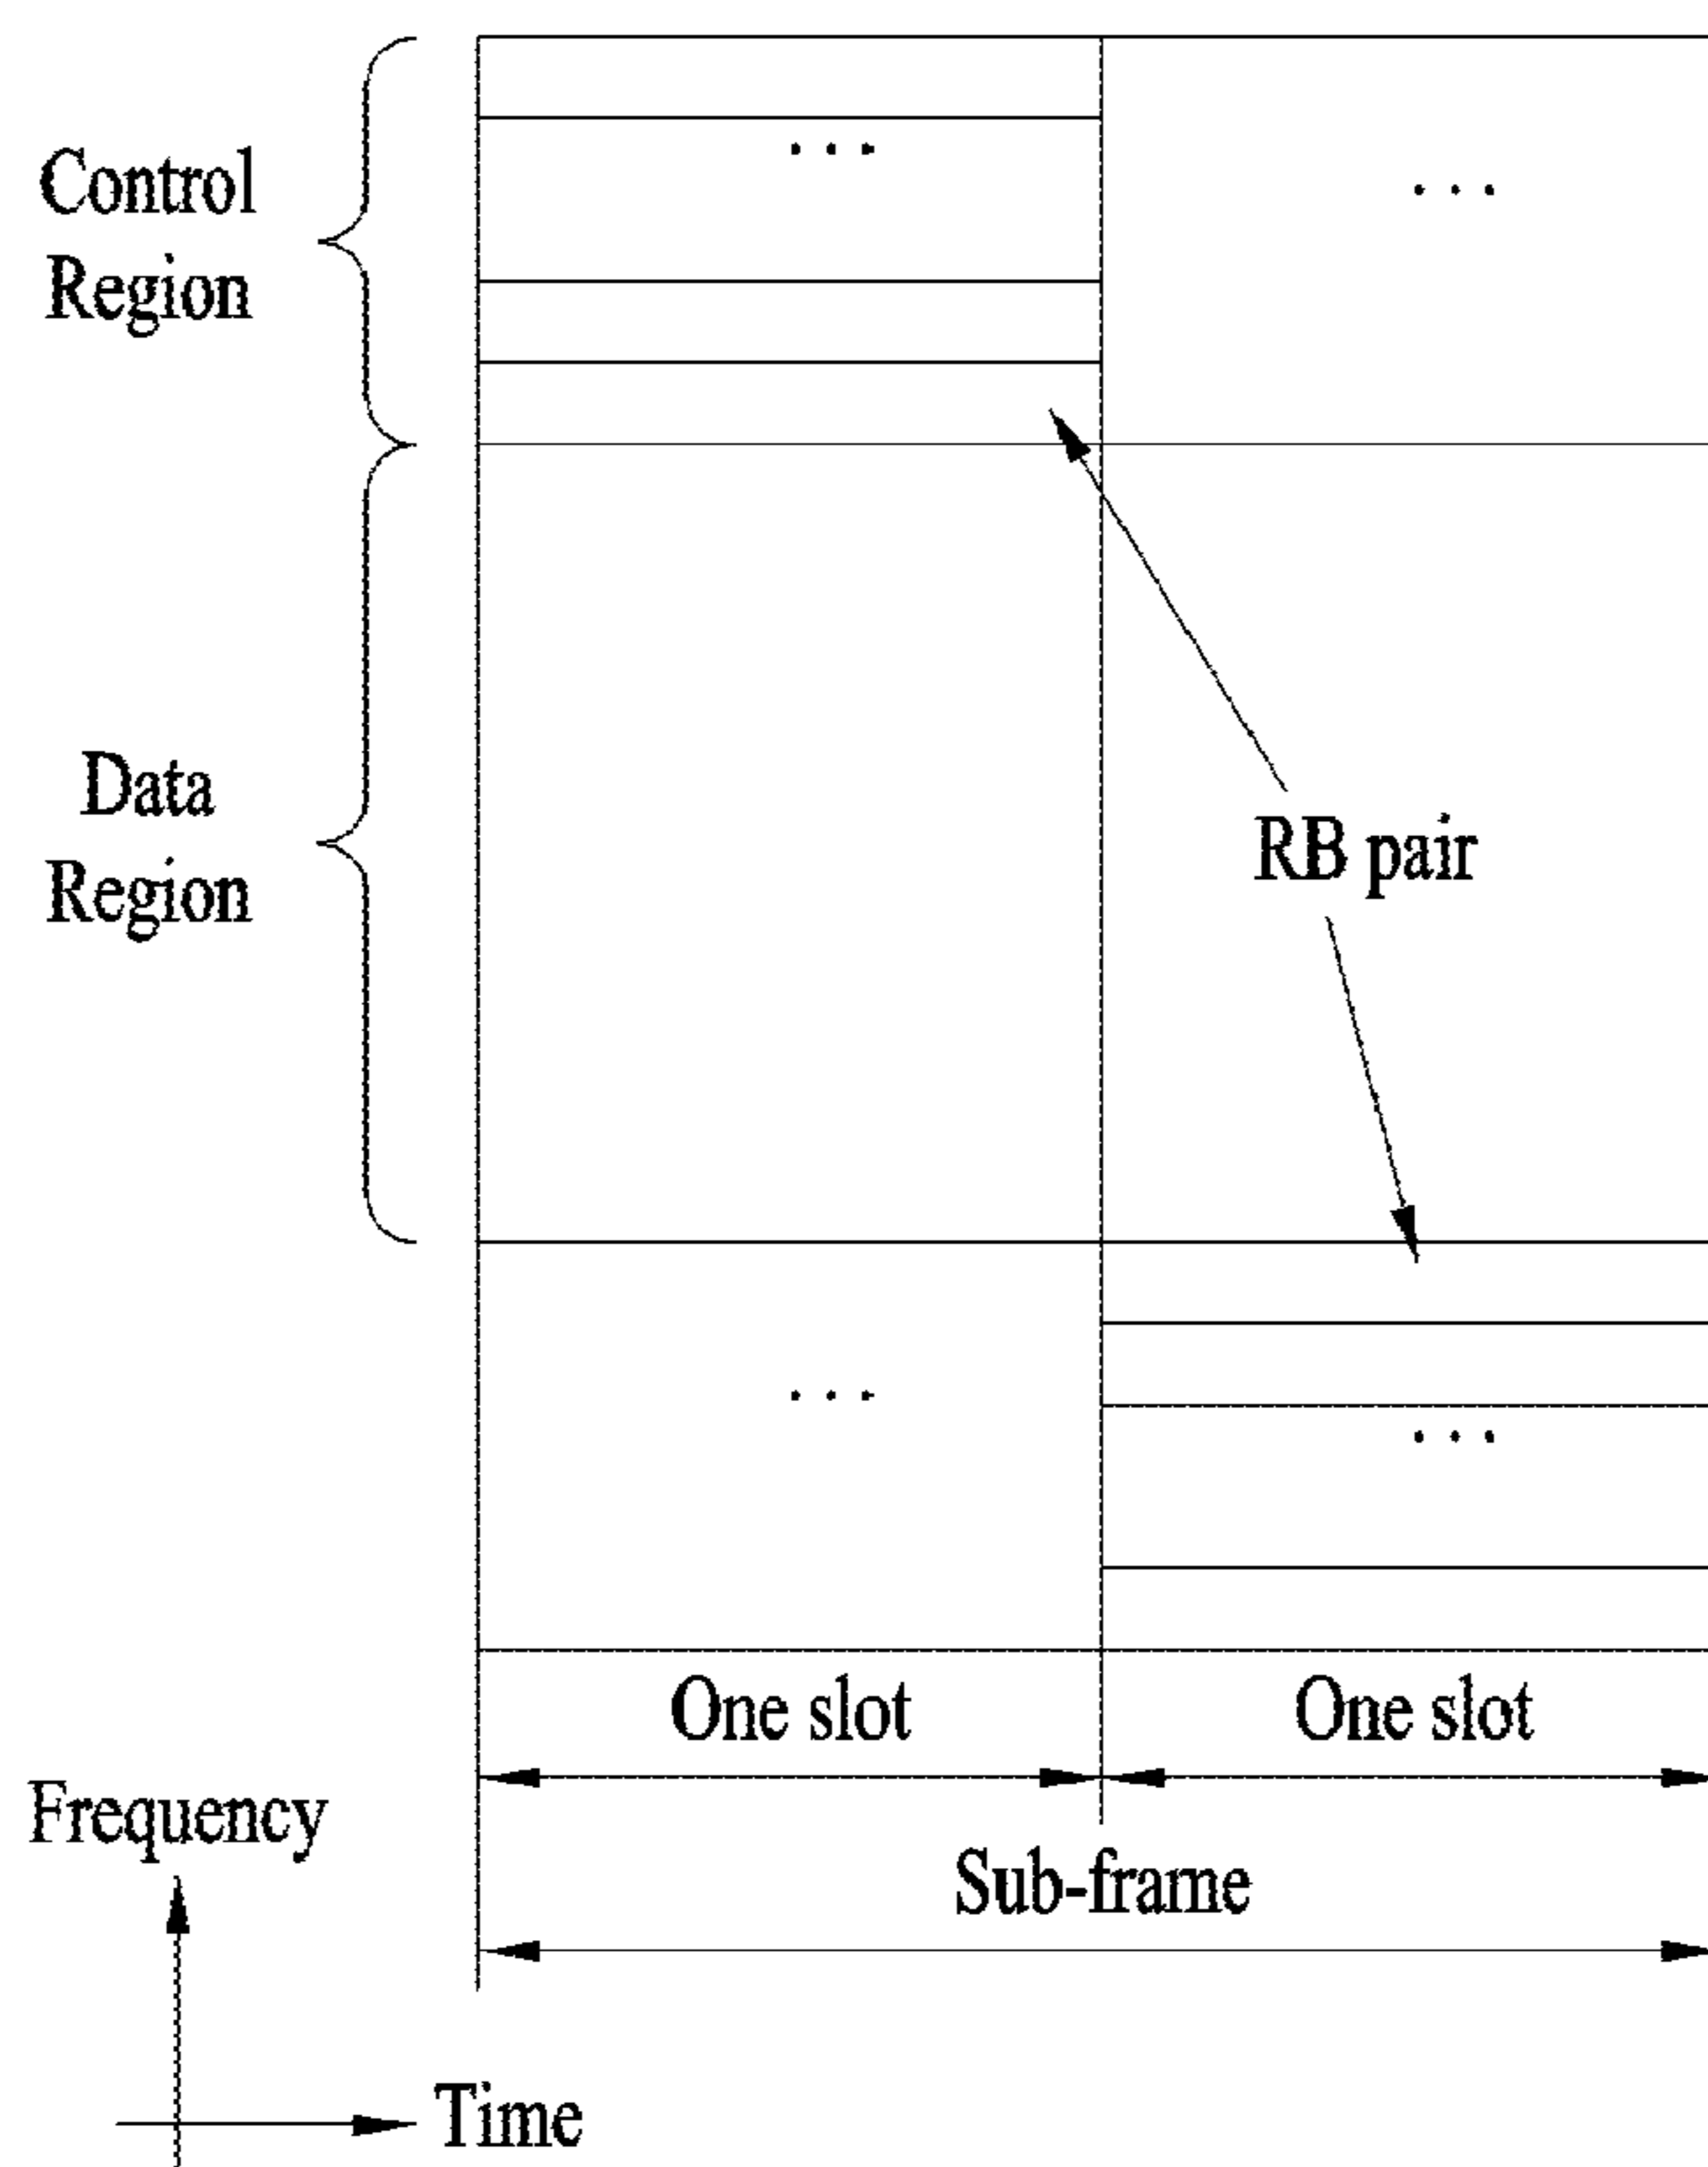 Control
Region
Data
Region
RB pair
One slot
One slot
Sub-frame
Frequency
Time